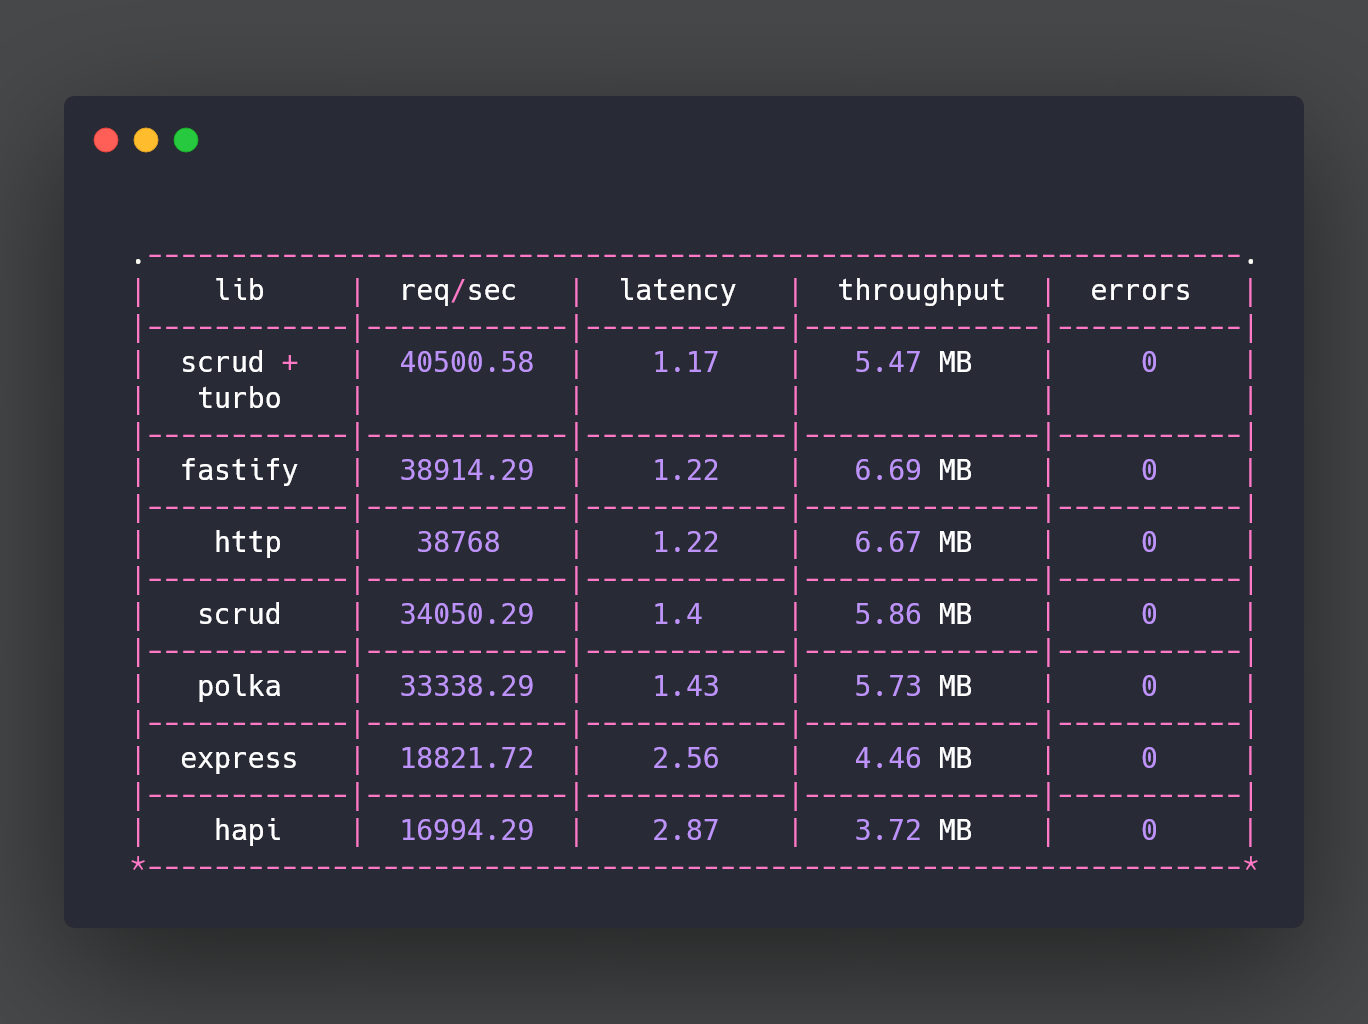 .-----------------------------------------------------------------.
|    lib     |  req/sec   |  latency   |  throughput  |  errors   |
|------------|------------|------------|--------------|-----------|
|  scrud +   |  40500.58  |    1.17    |   5.47 MB    |     0     |
|   turbo    |            |            |              |           |
|------------|------------|------------|--------------|-----------|
|  fastify   |  38914.29  |    1.22    |   6.69 MB    |     0     |
|------------|------------|------------|--------------|-----------|
|    http    |   38768    |    1.22    |   6.67 MB    |     0     |
|------------|------------|------------|--------------|-----------|
|   scrud    |  34050.29  |    1.4     |   5.86 MB    |     0     |
|------------|------------|------------|--------------|-----------|
|   polka    |  33338.29  |    1.43    |   5.73 MB    |     0     |
|------------|------------|------------|--------------|-----------|
|  express   |  18821.72  |    2.56    |   4.46 MB    |     0     |
|------------|------------|------------|--------------|-----------|
|    hapi    |  16994.29  |    2.87    |   3.72 MB    |     0     |
*-----------------------------------------------------------------*